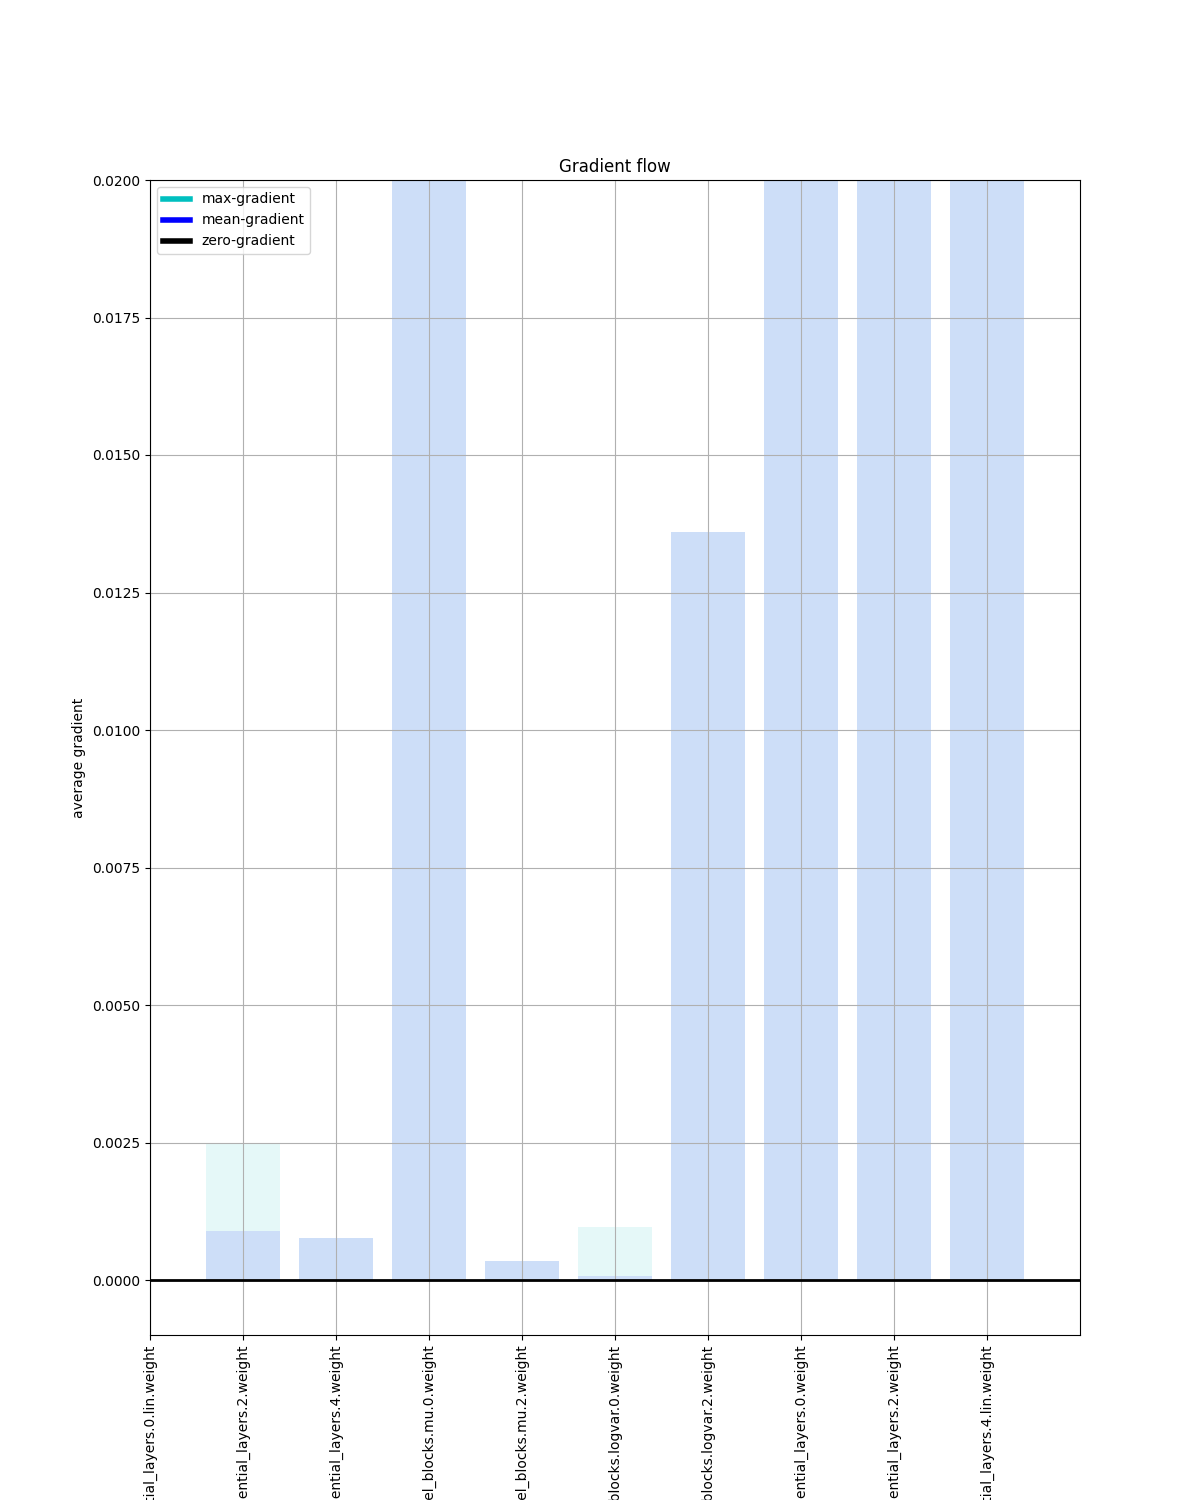 Gradient flow
max-gradient
mean-gradient
zero-gradient
0.0200
0.0175
0.0150
0.0125
0.0100
0.0075
0.0050
0.0025
0.0000
average gradient
tial_layers.0.lin.weight
ential_layers.2.weight
ential_layers.4.weight
el_blocks.mu.0.weight
el_blocks.mu.2.weight
blocks.logvar.0.weight
blocks.logvar.2.weight
ential_layers.0.weight
ential_layers.2.weight
tial_layers.4.lin.weight